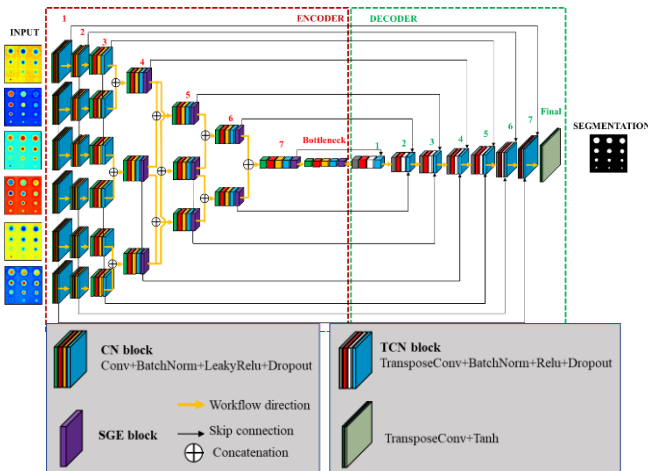 ENCODER
DECODER
INPUT
1
2
3
4
5
6
7
Bottleneck
1
2
3
4
5
6
7
Final
SEGMENTATION
CN block
Conv+BatchNorm+LeakyRelu+Dropout
SGE block
Workflow direction
Skip connection
Concatenation
TCN block
TransposeConv+BatchNorm+Relu+Dropout
TransposeConv+Tanh